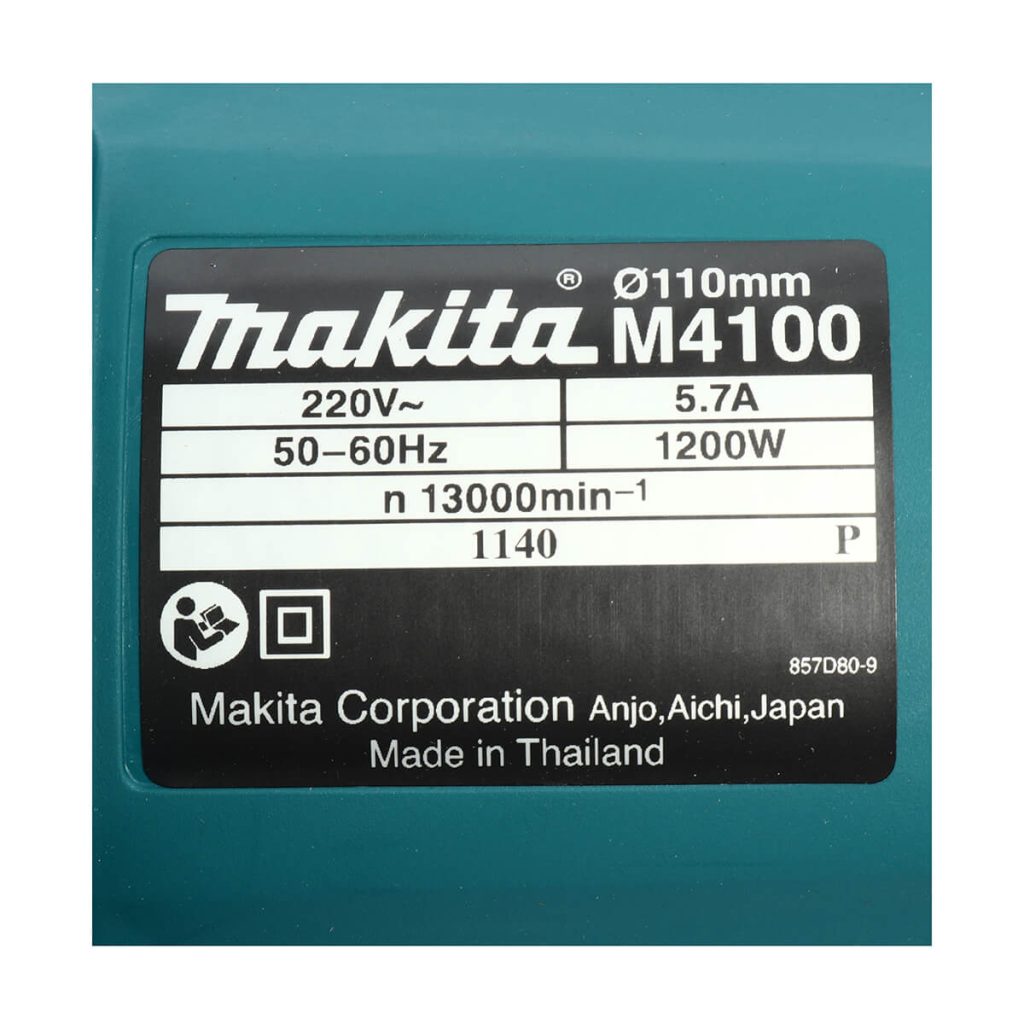 makita® Ø110mm
M4100
220V~ 5.7A
50-60Hz 1200W
n 13000min⁻¹
1140 P
857D80-9
Makita Corporation Anjo,Aichi,Japan
Made in Thailand